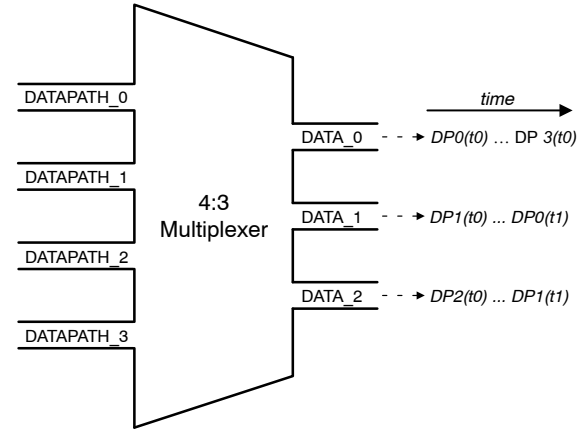 DATAPATH_0
DATAPATH_1
DATAPATH_2
DATAPATH_3
4:3
Multiplexer
time
DATA_0 DP0(t0) … DP 3(t0)
DATA_1 DP1(t0) ... DP0(t1)
DATA_2 DP2(t0) ... DP1(t1)